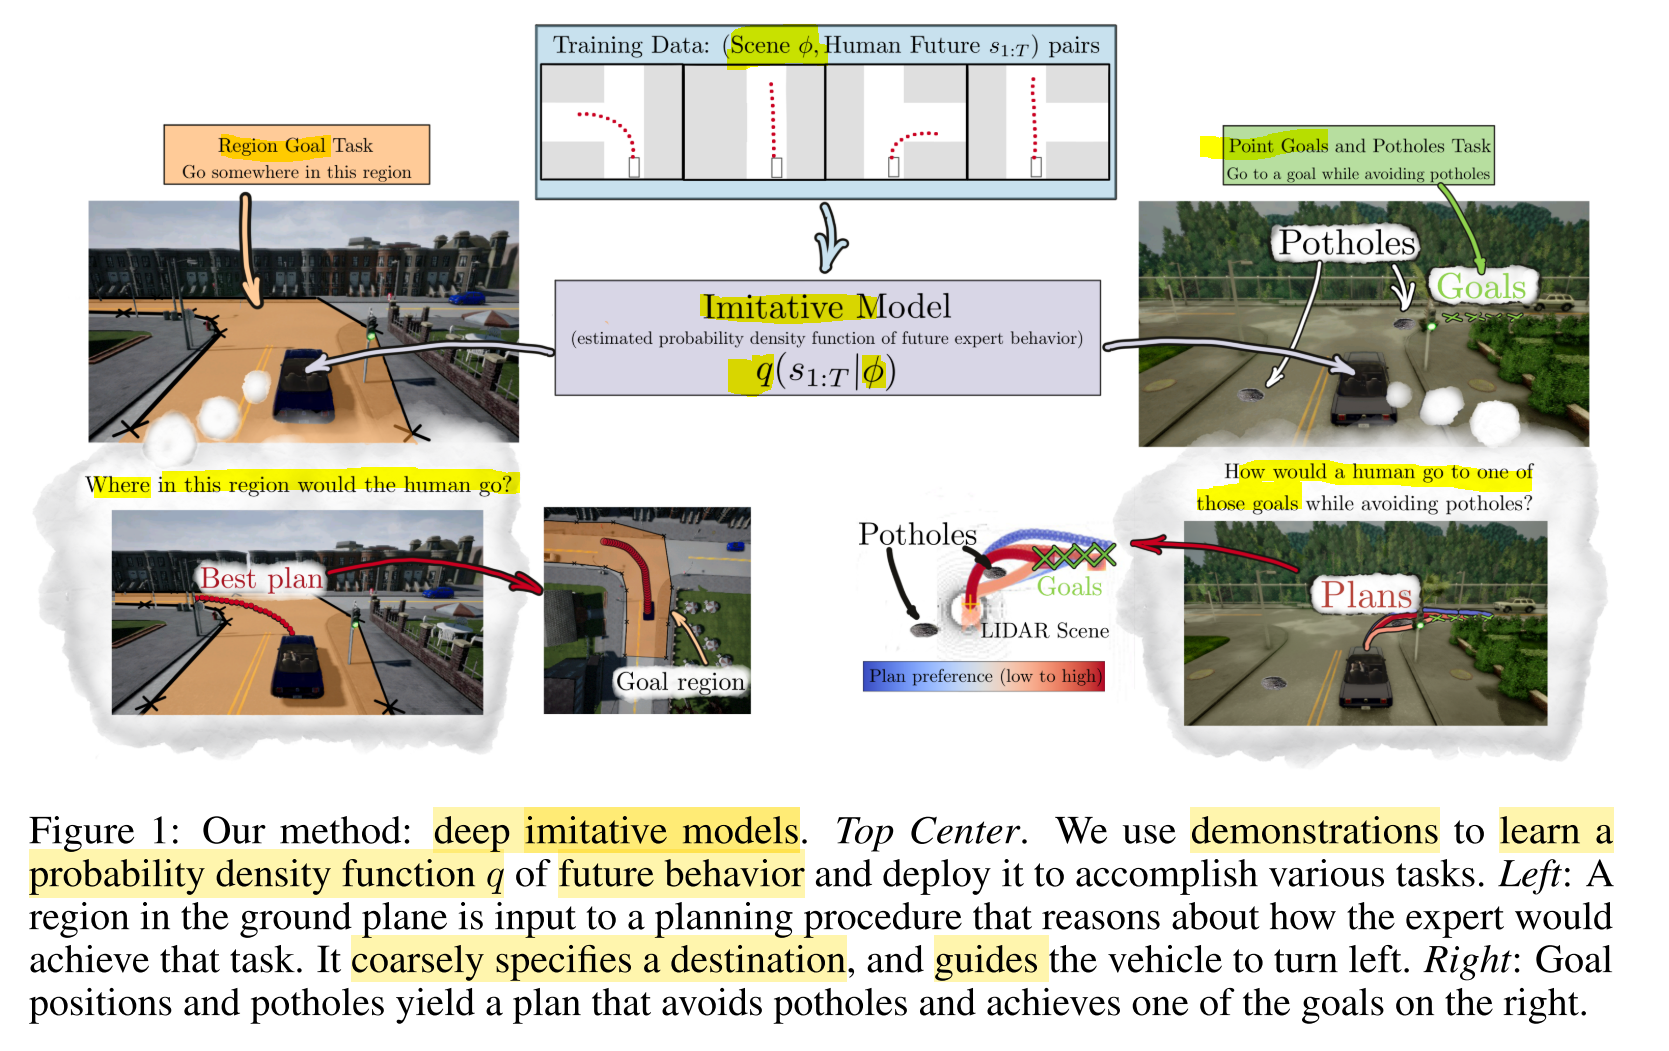 Training Data: (Scene ϕ, Human Future s₁:T) pairs
Region Goal Task
Go somewhere in this region
Point Goals and Potholes Task
Go to a goal while avoiding potholes
Potholes
Goals
Imitative Model
(estimated probability density function of future expert behavior)
q(s₁:T|ϕ)
Where in this region would the human go?
Best plan
Goal region
How would a human go to one of
those goals while avoiding potholes?
Potholes
Goals
LIDAR Scene
Plan preference (low to high)
Plans
Figure 1: Our method: deep imitative models. Top Center. We use demonstrations to learn a
probability density function q of future behavior and deploy it to accomplish various tasks. Left: A
region in the ground plane is input to a planning procedure that reasons about how the expert would
achieve that task. It coarsely specifies a destination, and guides the vehicle to turn left. Right: Goal
positions and potholes yield a plan that avoids potholes and achieves one of the goals on the right.